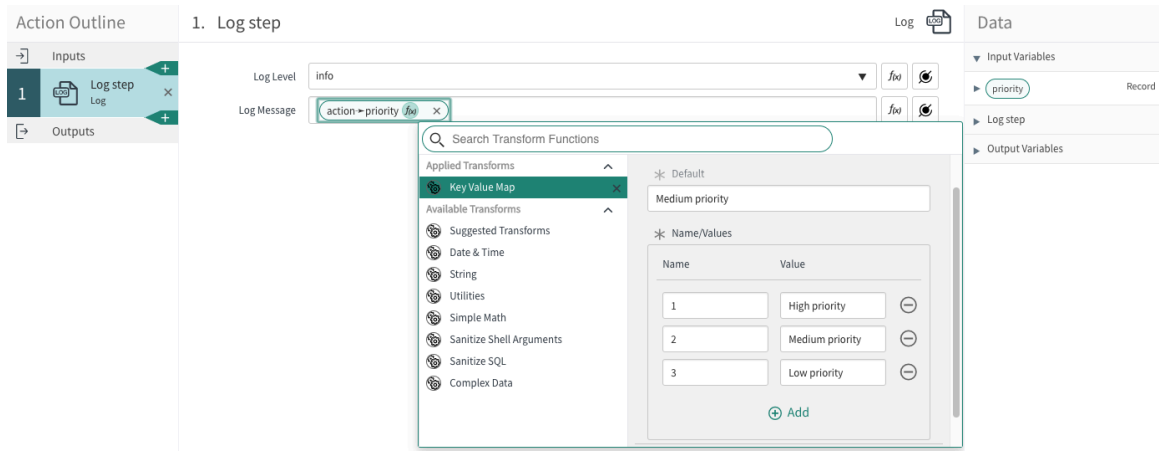 Action Outline
1. Log step
Log
LOG
Data
Inputs
1
LOG
Log step
Log
Outputs
Log Level
info
f(x)
Log Message
action➛priority f(x) ×
f(x)
Search Transform Functions
Applied Transforms
Key Value Map
Available Transforms
Suggested Transforms
Date & Time
String
Utilities
Simple Math
Sanitize Shell Arguments
Sanitize SQL
Complex Data
Default
Medium priority
Name/Values
Name Value
1 High priority
2 Medium priority
3 Low priority
Add
Input Variables
priority Record
Log step
Output Variables